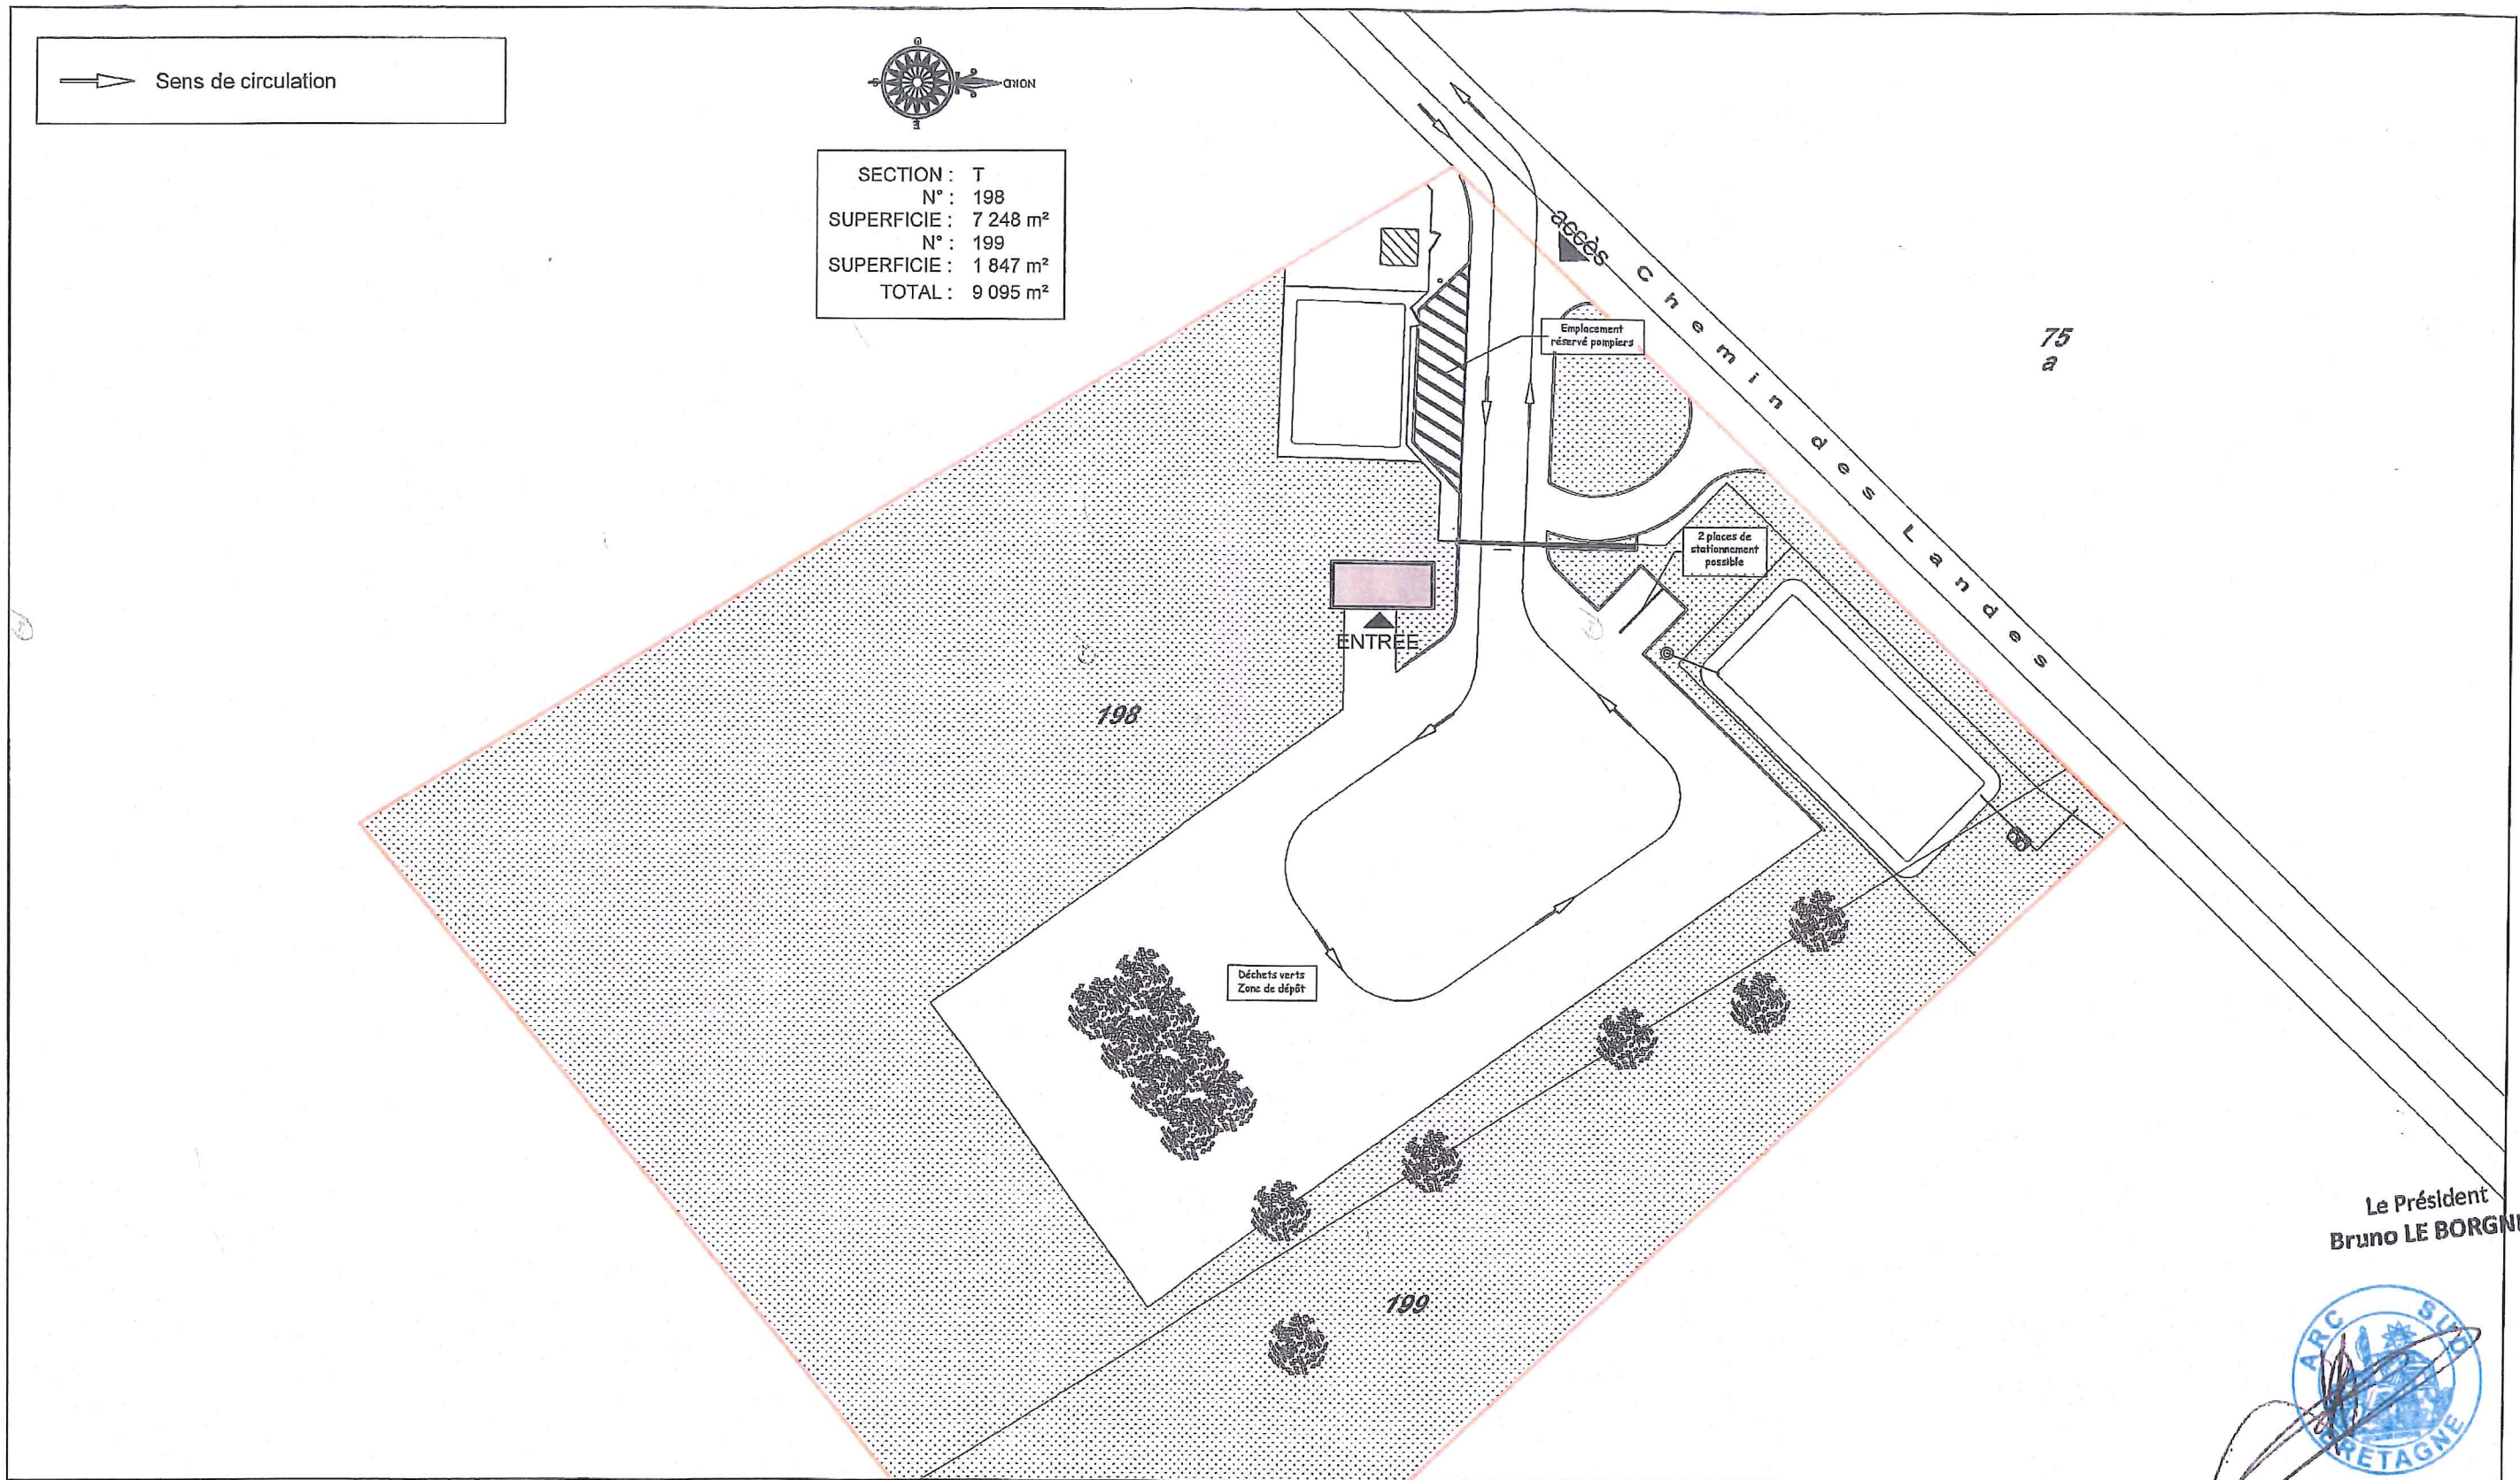 Sens de circulation
O
NORD
S
E
SECTION : T
N° : 198
SUPERFICIE : 7 248 m²
N° : 199
SUPERFICIE : 1 847 m²
TOTAL : 9 095 m²
accès
Chemin des Landes
75
a
Emplacement
réservé pompiers
2 places de
stationnement
possible
ENTREE
198
Déchets verts
Zone de dépôt
199
Le Président
Bruno LE BORGNE
ARC SUD
BRETAGNE